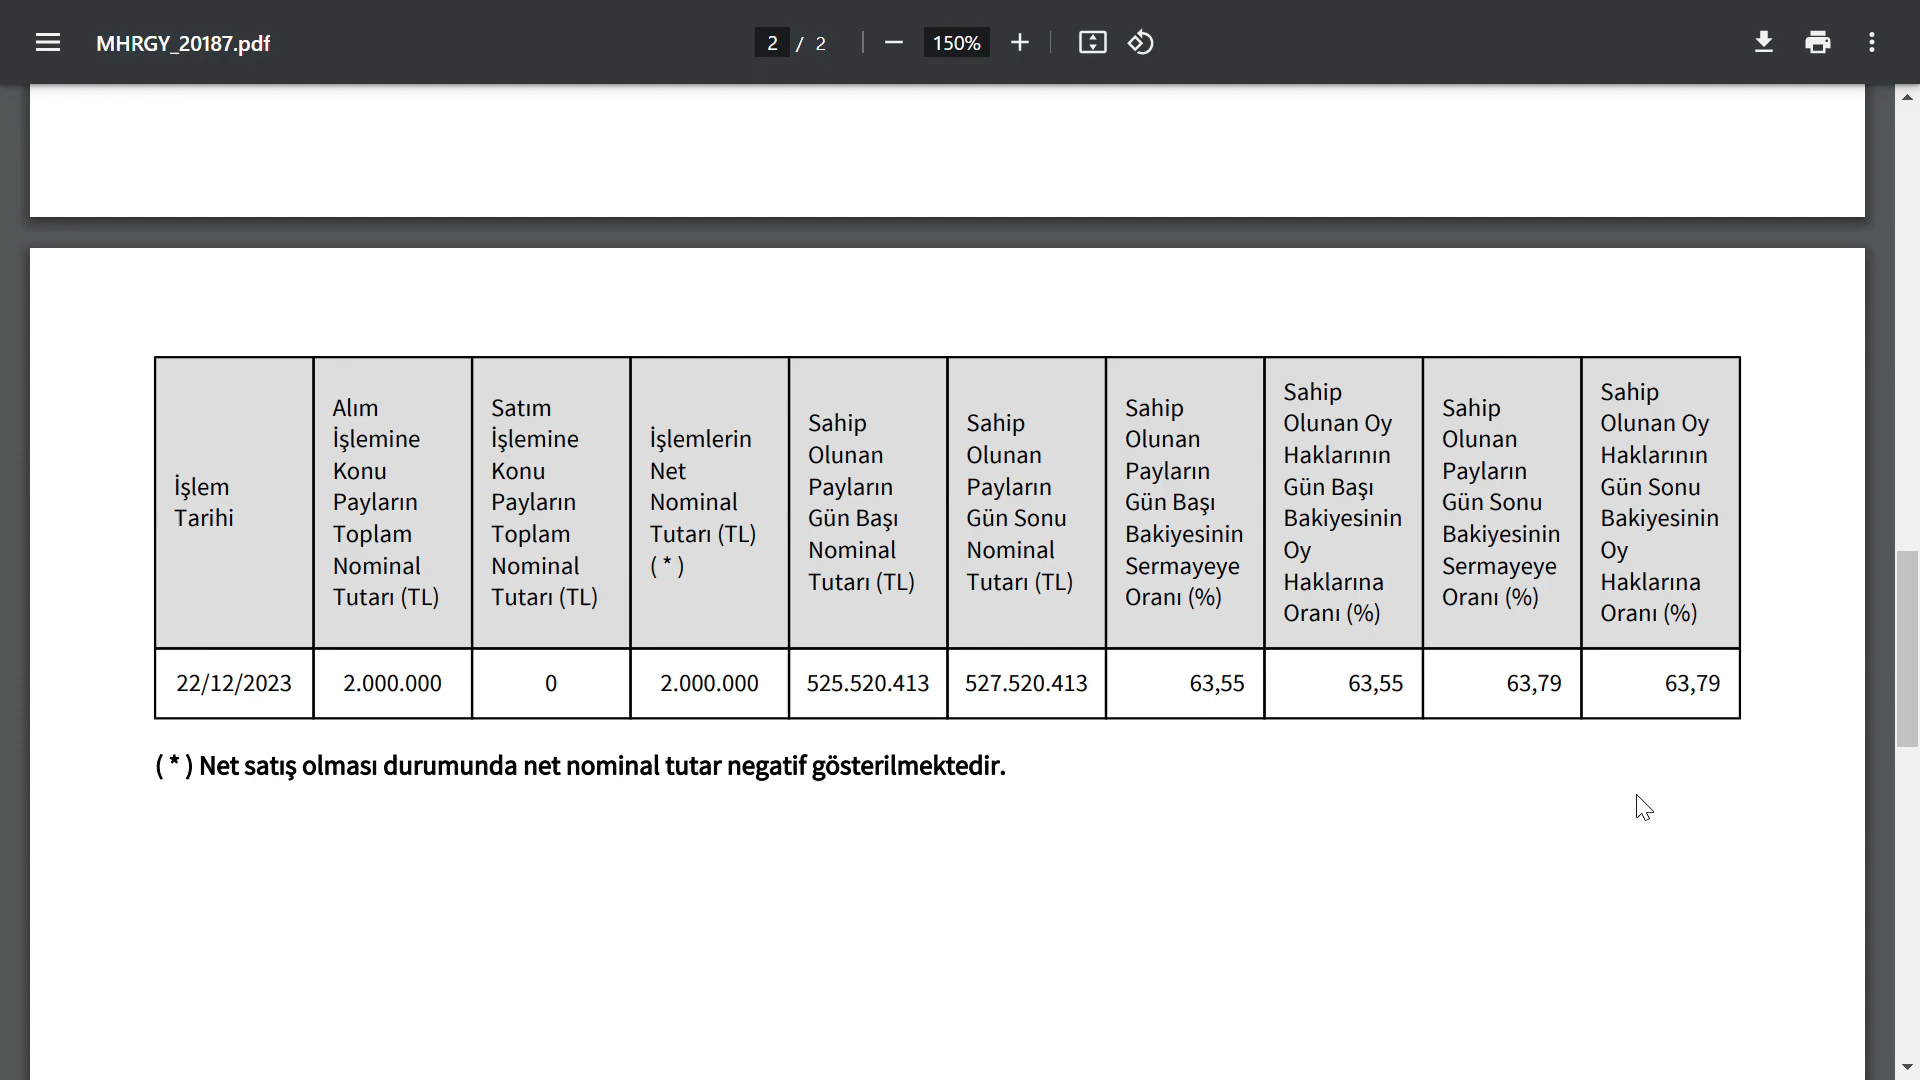 MHRGY_20187.pdf
2 / 2
150%
İşlem
Tarihi
Alım
İşlemine
Konu
Payların
Toplam
Nominal
Tutarı (TL)
Satım
İşlemine
Konu
Payların
Toplam
Nominal
Tutarı (TL)
İşlemlerin
Net
Nominal
Tutarı (TL)
( * )
Sahip
Olunan
Payların
Gün Başı
Nominal
Tutarı (TL)
Sahip
Olunan
Payların
Gün Sonu
Nominal
Tutarı (TL)
Sahip
Olunan
Payların
Gün Başı
Bakiyesinin
Sermayeye
Oranı (%)
Sahip
Olunan Oy
Haklarının
Gün Başı
Bakiyesinin
Oy
Haklarına
Oranı (%)
Sahip
Olunan
Payların
Gün Sonu
Bakiyesinin
Sermayeye
Oranı (%)
Sahip
Olunan Oy
Haklarının
Gün Sonu
Bakiyesinin
Oy
Haklarına
Oranı (%)
22/12/2023 2.000.000 0 2.000.000 525.520.413 527.520.413 63,55 63,55 63,79 63,79
( * ) Net satış olması durumunda net nominal tutar negatif gösterilmektedir.